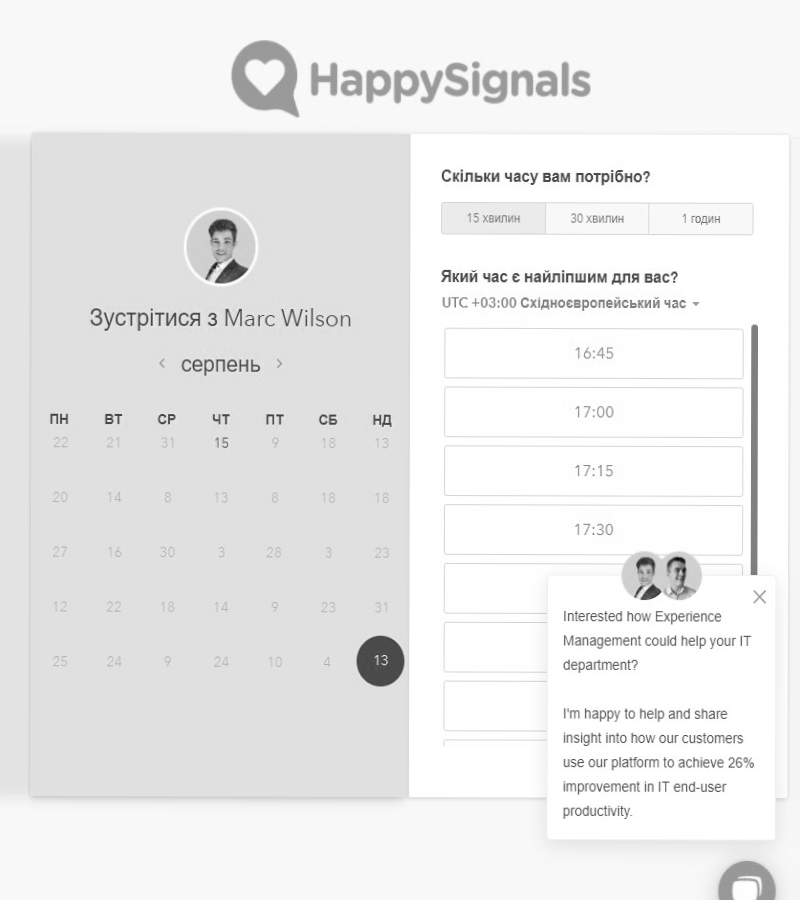 HappySignals
Зустрітися з Marc Wilson
серпень
ПН ВТ СР ЧТ ПТ СБ НД
22 21 31 15 9 18 13
20 14 8 13 8 18 18
27 16 30 3 28 3 23
12 22 18 14 9 23 31
25 24 9 24 10 4 13
Скільки часу вам потрібно?
15 хвилин 30 хвилин 1 годин
Який час є найліпшим для вас?
UTC +03:00 Східноєвропейський час
16:45
17:00
17:15
17:30
Interested how Experience
Management could help your IT
department?
I'm happy to help and share
insight into how our customers
use our platform to achieve 26%
improvement in IT end-user
productivity.